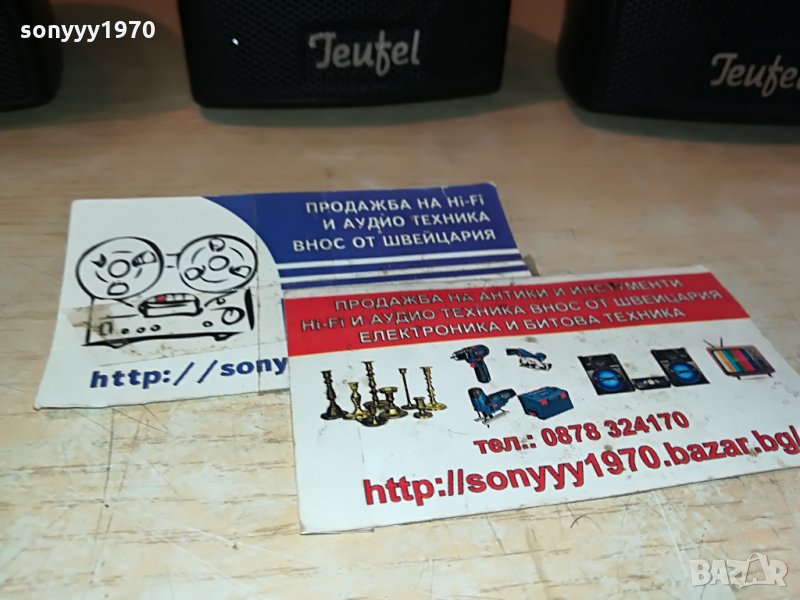 sonyyy1970
Teufel
Teufel
ПРОДАЖБА НА Hi-Fi
И АУДИО ТЕХНИКА
ВНОС ОТ ШВЕЙЦАРИЯ
http://sony
ПРОДАЖБА НА АНТИКИ И ИНСТРУМЕНТИ
Hi-Fi И АУДИО ТЕХНИКА ВНОС ОТ ШВЕЙЦАРИЯ
ЕЛЕКТРОНИКА И БИТОВА ТЕХНИКА
тел.: 0878 324170
http://sonyyy1970.bazar.bg/
BAZAR